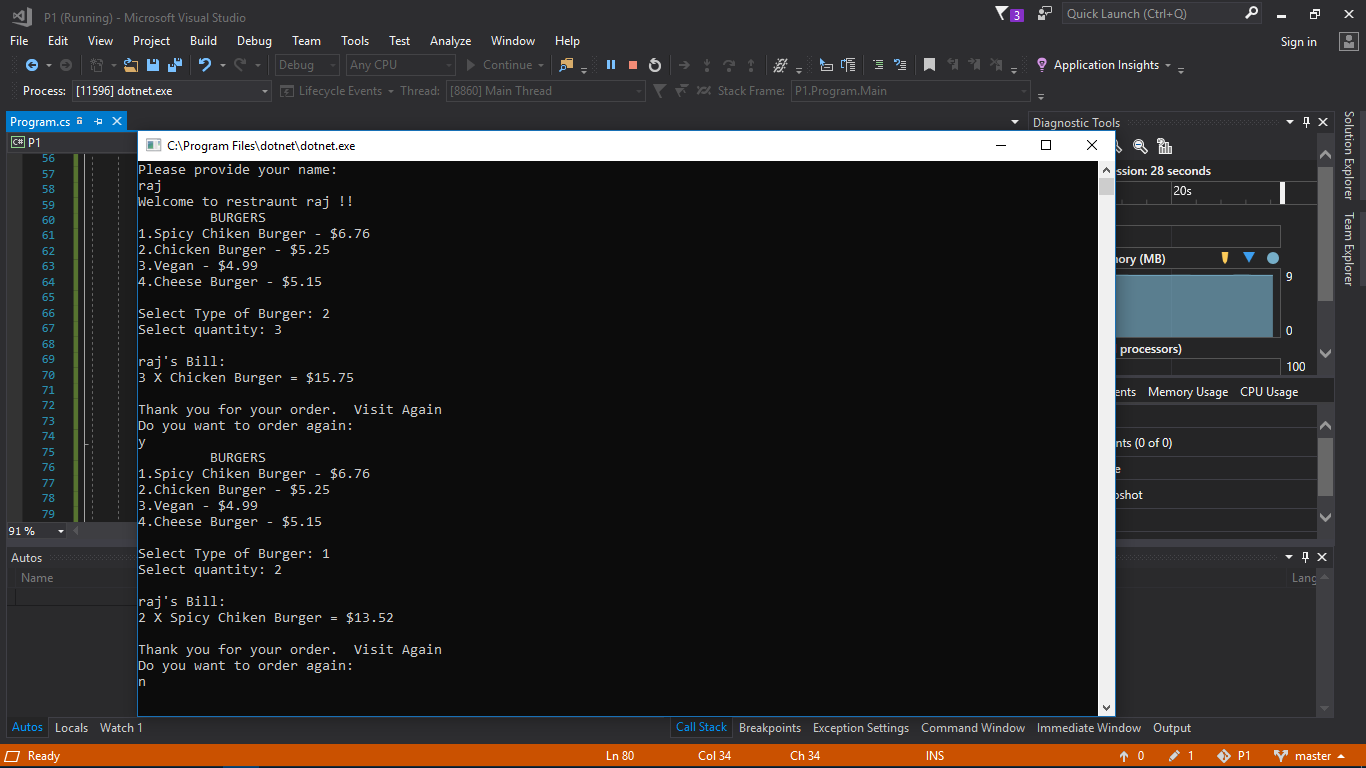 P1 (Running) - Microsoft Visual Studio
3
Quick Launch (Ctrl+Q)
File Edit View Project Build Debug Team Tools Test Analyze Window Help
Sign in
Debug Any CPU Continue Application Insights
Process: [11596] dotnet.exe Lifecycle Events Thread: [8860] Main Thread Stack Frame: P1.Program.Main
Program.cs
Diagnostic Tools
C# P1
C:\Program Files\dotnet\dotnet.exe
56
57
58
59
60
61
62
63
64
65
66
67
68
69
70
71
72
73
74
75
76
77
78
79
91 %
Please provide your name:
raj
Welcome to restraunt raj !!
BURGERS
1.Spicy Chiken Burger - $6.76
2.Chicken Burger - $5.25
3.Vegan - $4.99
4.Cheese Burger - $5.15
Select Type of Burger: 2
Select quantity: 3
raj's Bill:
3 X Chicken Burger = $15.75
Thank you for your order.  Visit Again
Do you want to order again:
y
BURGERS
1.Spicy Chiken Burger - $6.76
2.Chicken Burger - $5.25
3.Vegan - $4.99
4.Cheese Burger - $5.15
Select Type of Burger: 1
Select quantity: 2
raj's Bill:
2 X Spicy Chiken Burger = $13.52
Thank you for your order.  Visit Again
Do you want to order again:
n
ssion: 28 seconds
20s
ory (MB)
9
0
processors)
100
ents Memory Usage CPU Usage
nts (0 of 0)
e
pshot
Solution Explorer
Team Explorer
Autos
Name
Lang
Autos Locals Watch 1
Call Stack Breakpoints Exception Settings Command Window Immediate Window Output
Ready Ln 80 Col 34 Ch 34 INS 0 1 P1 master